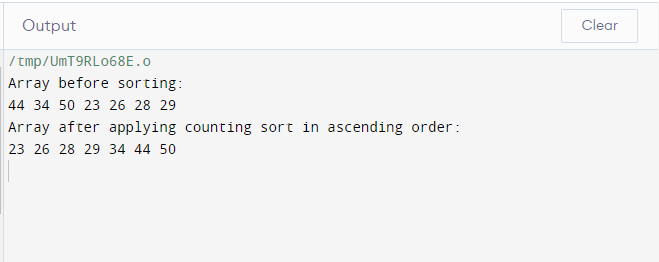 Output
Clear
/tmp/UmT9RLo68E.o
Array before sorting:
44 34 50 23 26 28 29
Array after applying counting sort in ascending order:
23 26 28 29 34 44 50